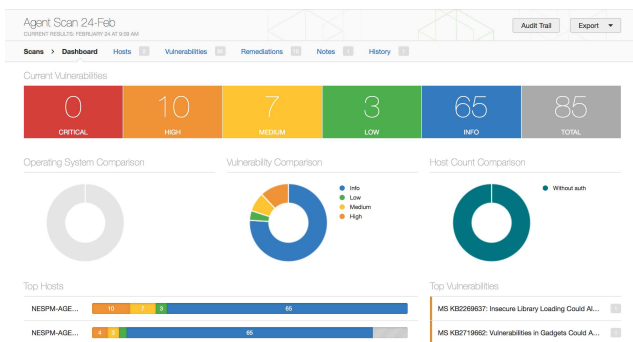 Agent Scan 24-Feb
CURRENT RESULTS: FEBRUARY 24 AT 9:28 AM
Audit Trail
Export
Scans > Dashboard Hosts Vulnerabilities Remediations Notes History
Current Vulnerabilities
0 10 7 3 65 85
CRITICAL HIGH MEDIUM LOW INFO TOTAL
Operating System Comparison
Vulnerability Comparison
Host Count Comparison
Info
Low
Medium
High
Without auth
Top Hosts
Top Vulnerabilities
NESPM-AGE... 10 7 3 65
MS KB2269637: Insecure Library Loading Could Al...
NESPM-AGE... 4 3 65
MS KB2719662: Vulnerabilities in Gadgets Could A...